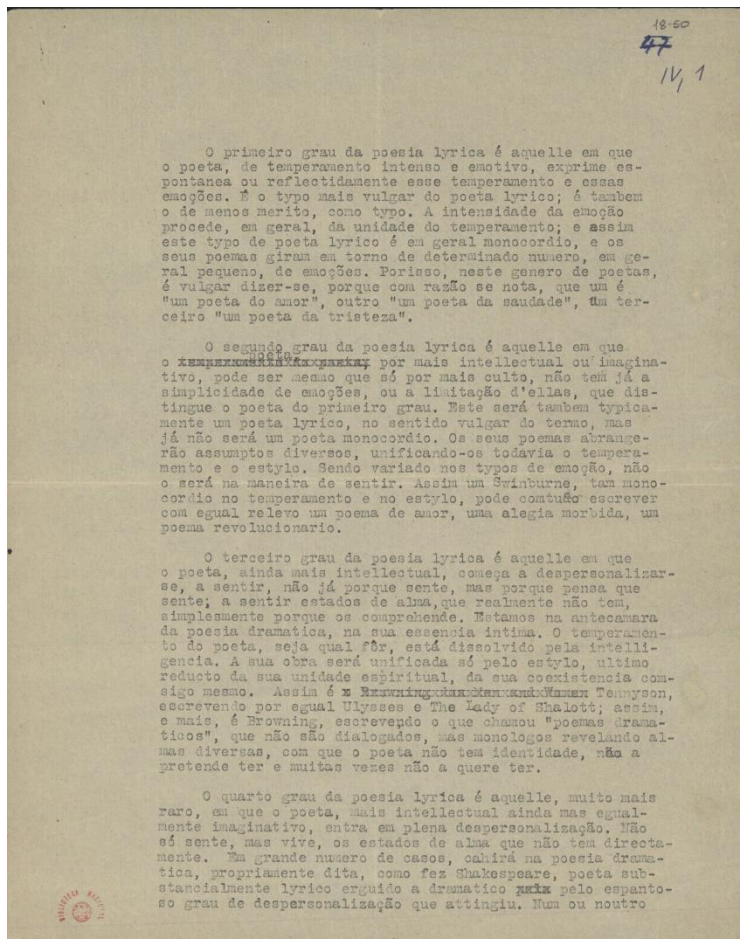 18-50
47
IV, 1
O primeiro grau da poesia lyrica é aquelle em que
o poeta, de temperamento intenso e emotivo, exprime es-
pontanea ou reflectidamente esse temperamento e essas
emoções. É o typo mais vulgar do poeta lyrico; é tambem
o de menos merito, como typo. A intensidade da emoção
procede, em geral, da unidade do temperamento; e assim
este typo de poeta lyrico é em geral monocordio, e os
seus poemas giram em torno de determinado numero, em ge-
ral pequeno, de emoções. Porisso, neste genero de poetas,
é vulgar dizer-se, porque com razão se nota, que um é
"um poeta do amor", outro "um poeta da saudade", um ter-
ceiro "um poeta da tristeza".
O segundo grau da poesia lyrica é aquelle em que
o poeta, por mais intellectual ou imagina-
tivo, pode ser mesmo que só por mais culto, não tem já a
simplicidade de emoções, ou a limitação d'ellas, que dis-
tingue o poeta do primeiro grau. Este será tambem typica-
mente um poeta lyrico, no sentido vulgar do termo, mas
já não será um poeta monocordio. Os seus poemas abrange-
rão assumptos diversos, unificando-os todavia o tempera-
mento e o estylo. Sendo variado nos typos de emoção, não
o será na maneira de sentir. Assim um Swinburne, tam mono-
cordio no temperamento e no estylo, pode comtudo escrever
com egual relevo um poema de amor, uma alegia morbida, um
poema revolucionario.
O terceiro grau da poesia lyrica é aquelle em que
o poeta, ainda mais intellectual, começa a despersonalizar-
se, a sentir, não já porque sente, mas porque pensa que
sente; a sentir estados de alma, que realmente não tem,
simplesmente porque os comprehende. Estamos na antecamara
da poesia dramatica, na sua essencia intima. O temperamen-
to do poeta, seja qual fôr, está dissolvido pela intelli-
gencia. A sua obra será unificada só pelo estylo, ultimo
reducto da sua unidade espiritual, da sua coexistencia com-
sigo mesmo. Assim é Tennyson,
escrevendo por egual Ulysses e The Lady of Shalott; assim,
e mais, é Browning, escrevendo o que chamou "poemas drama-
ticos", que não são dialogados, mas monologos revelando al-
mas diversas, com que o poeta não tem identidade, não a
pretende ter e muitas vezes não a quere ter.
O quarto grau da poesia lyrica é aquelle, muito mais
raro, em que o poeta, mais intellectual ainda mas egual-
mente imaginativo, entra em plena despersonalização. Não
só sente, mas vive, os estados de alma que não tem directa-
mente. Em grande numero de casos, cahirá na poesia drama-
tica, propriamente dita, como fez Shakespeare, poeta sub-
stancialmente lyrico erguido a dramatico pelo espanto-
so grau de despersonalização que attingiu. Num ou noutro
BIBLIOTECA NACIONAL